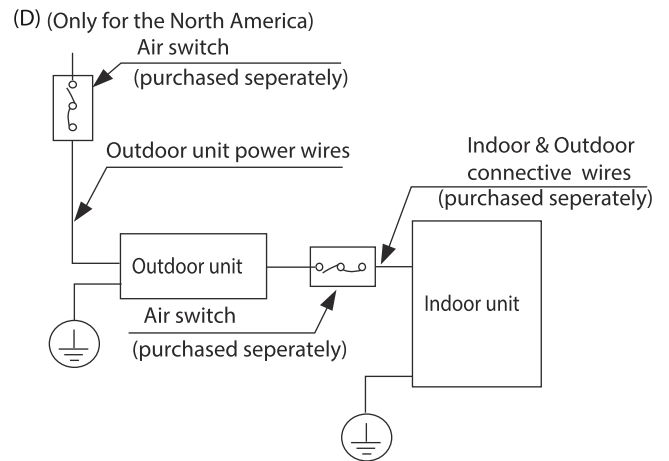 (D) (Only for the North America)
Air switch
(purchased seperately)
Outdoor unit power wires
Indoor & Outdoor
connective wires
(purchased seperately)
Outdoor unit
Indoor unit
Air switch
(purchased seperately)